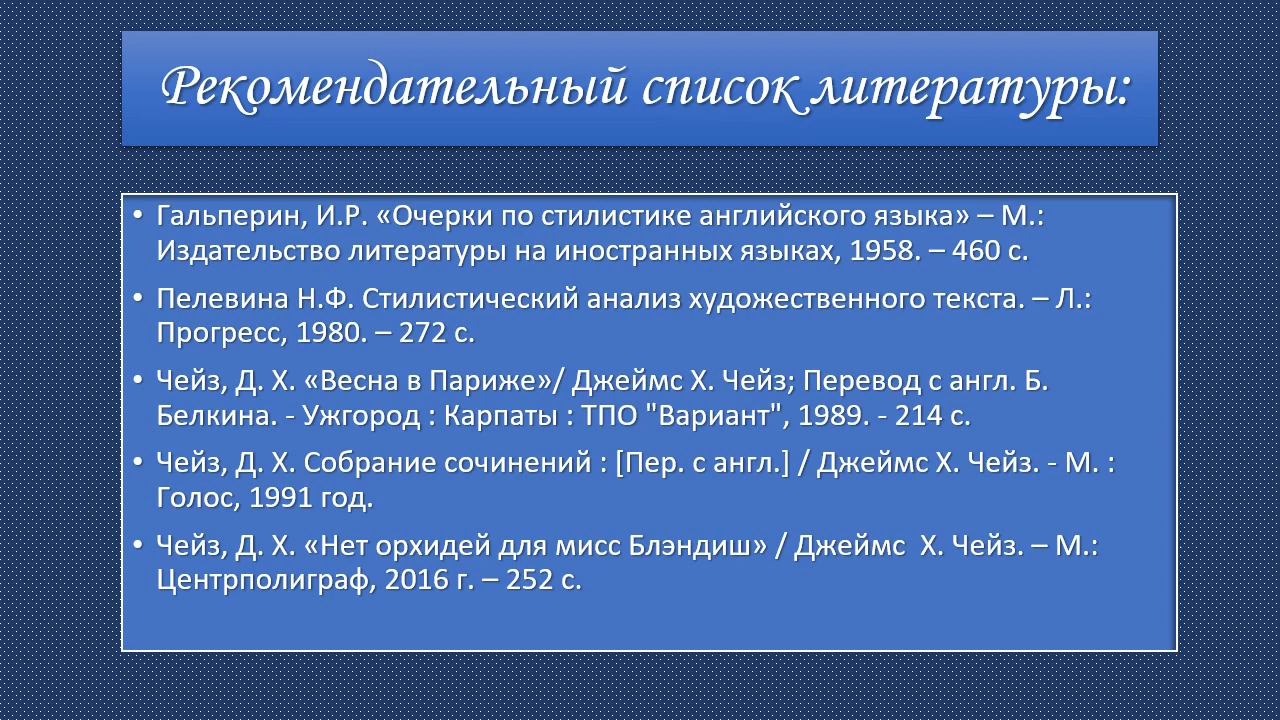 Рекомендательный список литературы:
• Гальперин, И.Р. «Очерки по стилистике английского языка» – М.:
Издательство литературы на иностранных языках, 1958. – 460 с.
• Пелевина Н.Ф. Стилистический анализ художественного текста. – Л.:
Прогресс, 1980. – 272 с.
• Чейз, Д. Х. «Весна в Париже»/ Джеймс Х. Чейз; Перевод с англ. Б.
Белкина. - Ужгород : Карпаты : ТПО "Вариант", 1989. - 214 с.
• Чейз, Д. Х. Собрание сочинений : [Пер. с англ.] / Джеймс Х. Чейз. - М. :
Голос, 1991 год.
• Чейз, Д. Х. «Нет орхидей для мисс Блэндиш» / Джеймс  Х. Чейз. – М.:
Центрполиграф, 2016 г. – 252 с.